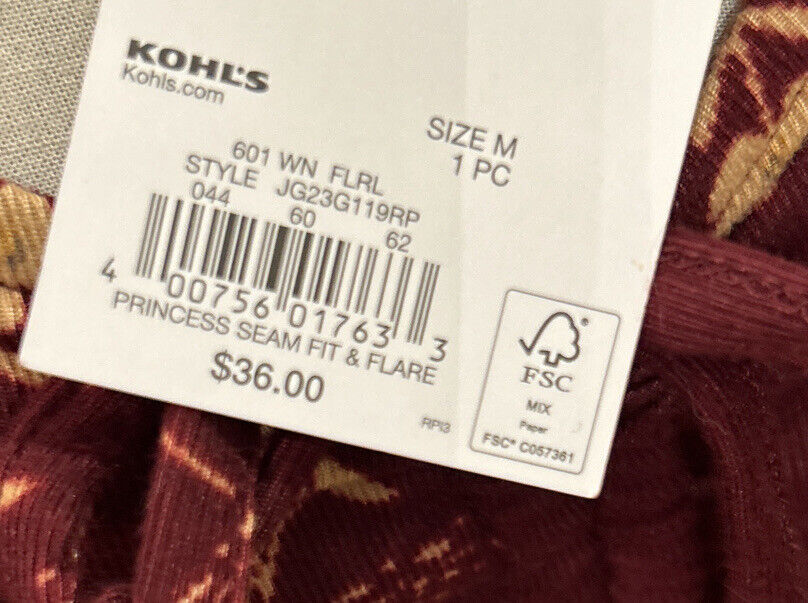 KOHL'S
Kohls.com
SIZE M
1 PC
601 WN FLRL
STYLE JG23G119RP
044 60 62
4 00756 01763 3
PRINCESS SEAM FIT & FLARE
$36.00
RPI3
FSC®
MIX
Paper
FSC® C057361